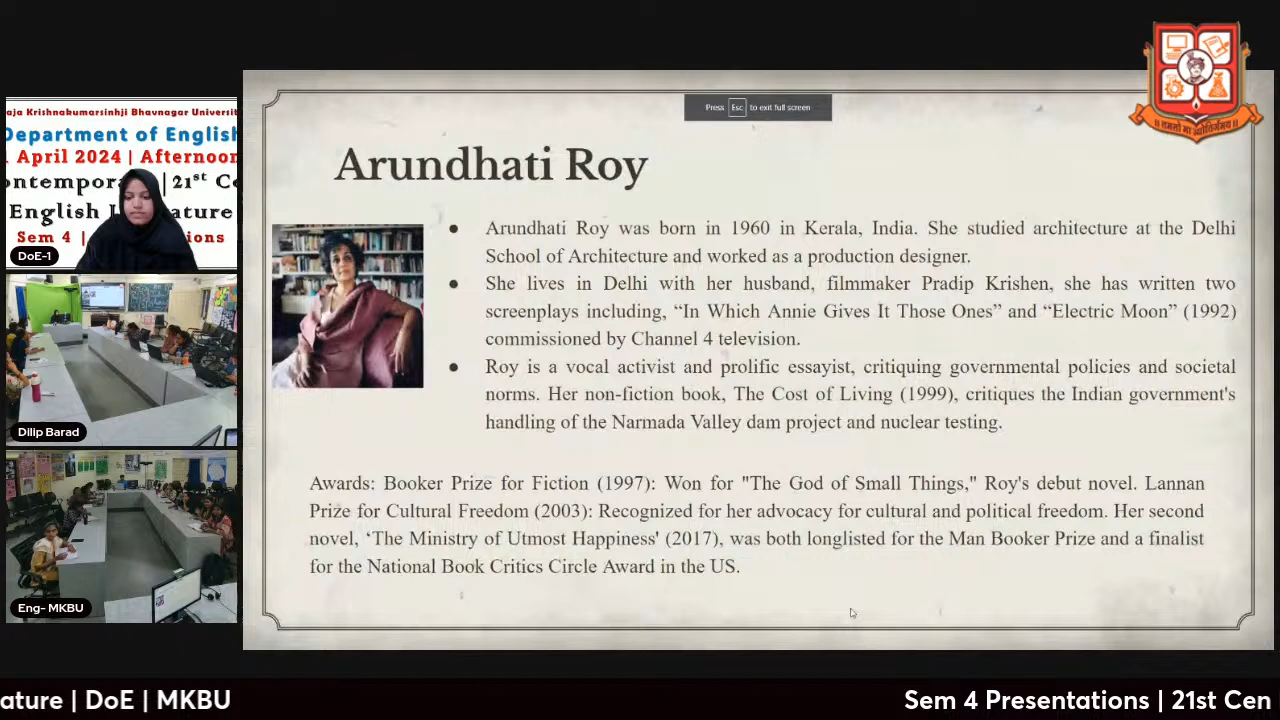 aja Krishnakumarsinhji Bhavnagar Universit
Department of English
1 April 2024 | Afternoon
ontempora | 21st Ce
English L ature
Sem 4 | ions
DoE-1
Dilip Barad
Eng- MKBU
Press Esc to exit full screen
Arundhati Roy
● Arundhati Roy was born in 1960 in Kerala, India. She studied architecture at the Delhi
School of Architecture and worked as a production designer.
● She lives in Delhi with her husband, filmmaker Pradip Krishen, she has written two
screenplays including, “In Which Annie Gives It Those Ones” and “Electric Moon” (1992)
commissioned by Channel 4 television.
● Roy is a vocal activist and prolific essayist, critiquing governmental policies and societal
norms. Her non-fiction book, The Cost of Living (1999), critiques the Indian government's
handling of the Narmada Valley dam project and nuclear testing.
Awards: Booker Prize for Fiction (1997): Won for "The God of Small Things," Roy's debut novel. Lannan
Prize for Cultural Freedom (2003): Recognized for her advocacy for cultural and political freedom. Her second
novel, ‘The Ministry of Utmost Happiness' (2017), was both longlisted for the Man Booker Prize and a finalist
for the National Book Critics Circle Award in the US.
॥ तमसो मा ज्योतिर्गमय ॥
ature | DoE | MKBU
Sem 4 Presentations | 21st Cen